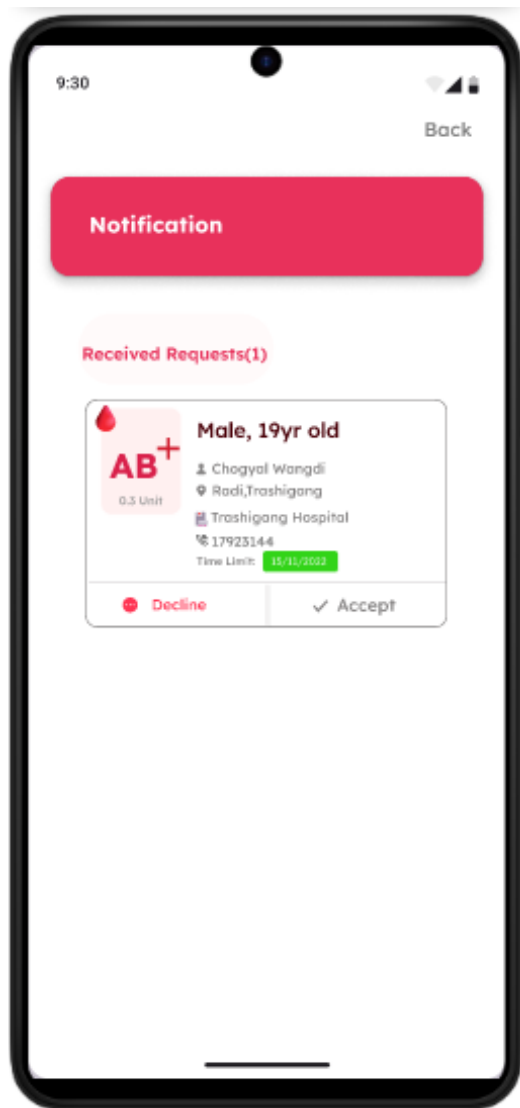 9:30
Back
Notification
Received Requests(1)
AB+
0.3 Unit
Male, 19yr old
Chogyal Wangdi
Radi,Trashigang
Trashigang Hospital
17923144
Time Limit: 15/11/2022
Decline
Accept